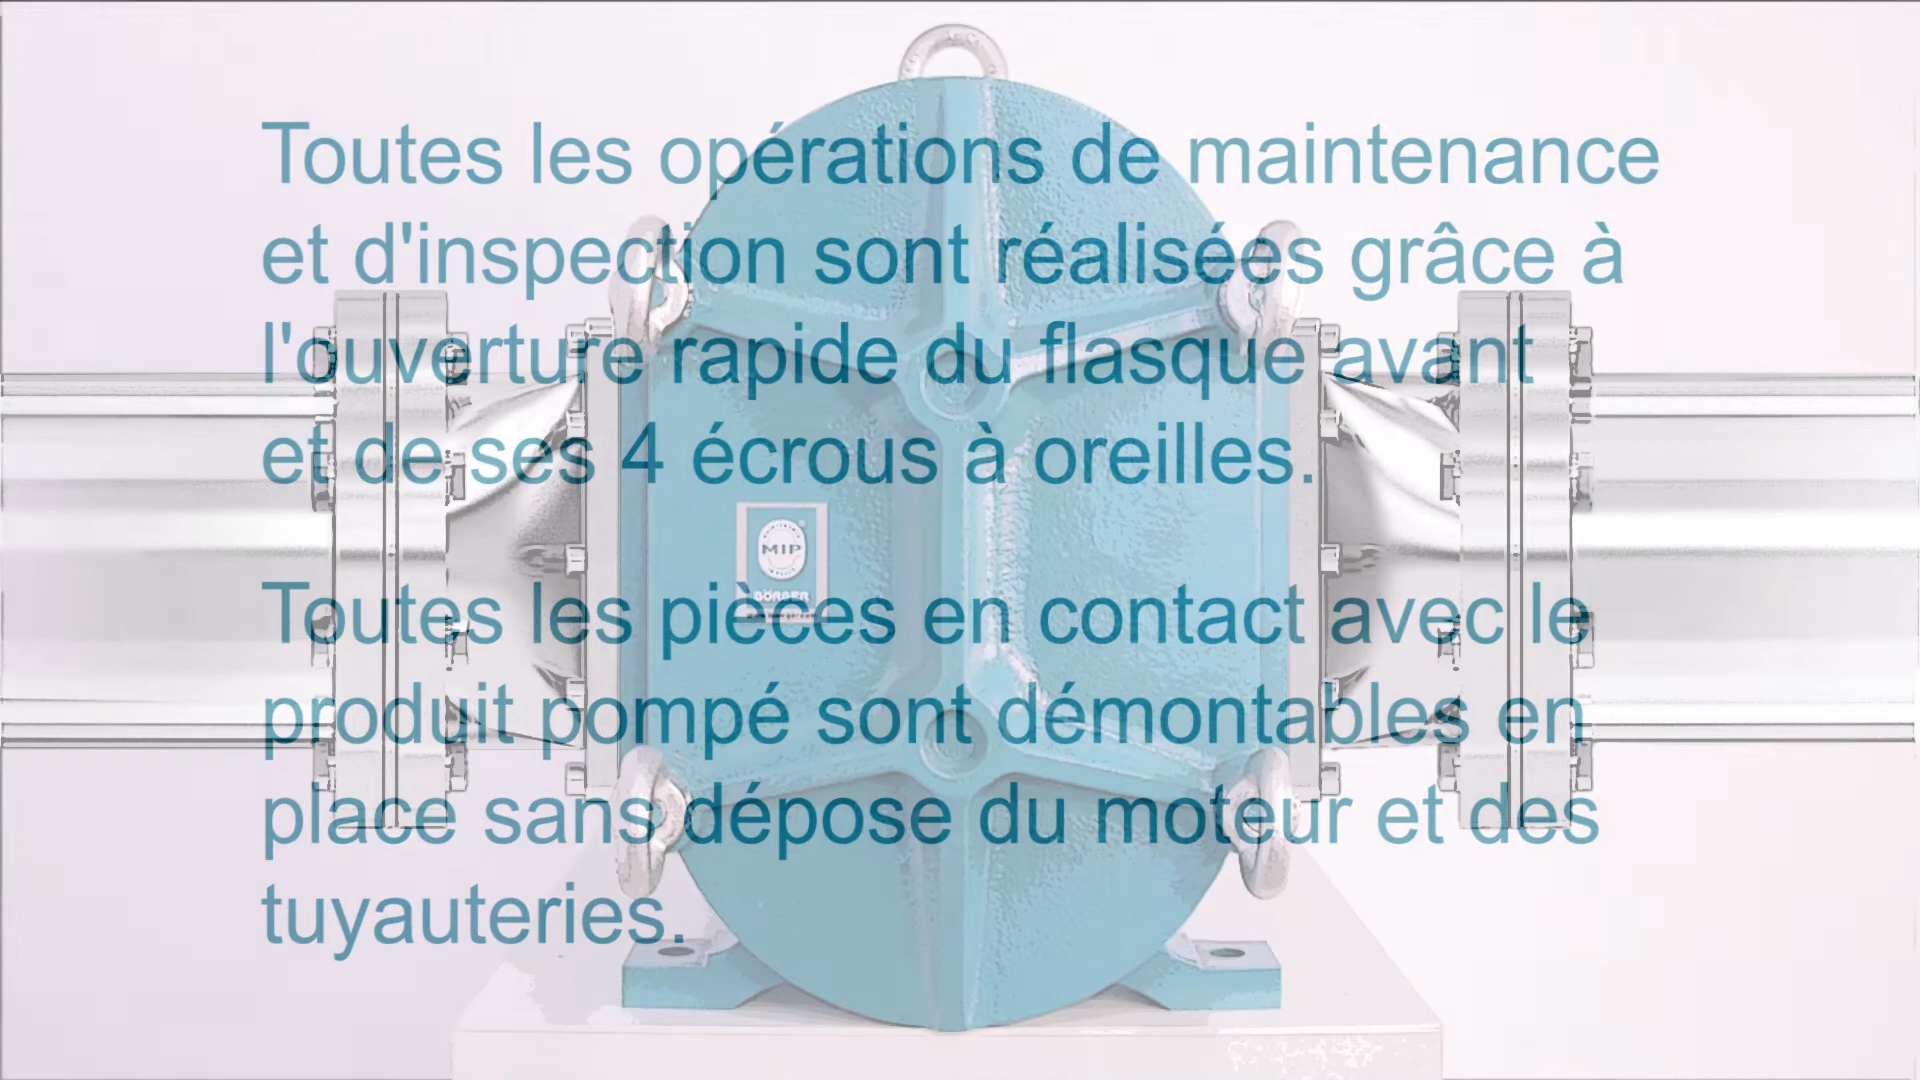 Toutes les opérations de maintenance
et d'inspection sont réalisées grâce à
l'ouverture rapide du flasque avant
et de ses 4 écrous à oreilles.
MIP
BÖRGER
Toutes les pièces en contact avec le
produit pompé sont démontables en
place sans dépose du moteur et des
tuyauteries.